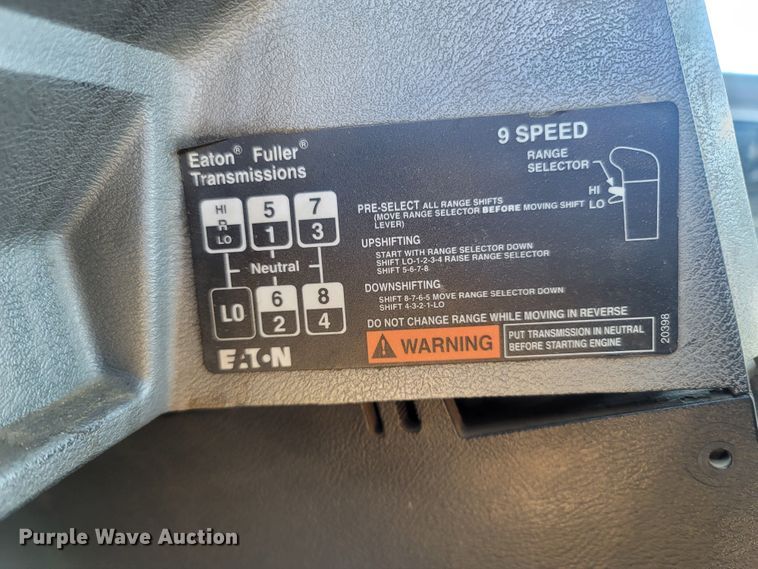 Eaton® Fuller®
Transmissions
9 SPEED
RANGE
SELECTOR
HI
LO
HI
R
LO
5
1
7
3
Neutral
LO
6
2
8
4
PRE-SELECT ALL RANGE SHIFTS
(MOVE RANGE SELECTOR BEFORE MOVING SHIFT
LEVER)
UPSHIFTING
START WITH RANGE SELECTOR DOWN
SHIFT LO-1-2-3-4 RAISE RANGE SELECTOR
SHIFT 5-6-7-8
DOWNSHIFTING
SHIFT 8-7-6-5 MOVE RANGE SELECTOR DOWN
SHIFT 4-3-2-1-LO
DO NOT CHANGE RANGE WHILE MOVING IN REVERSE
WARNING
PUT TRANSMISSION IN NEUTRAL
BEFORE STARTING ENGINE
20398
EATON
Purple Wave Auction
Purple Wave Auction